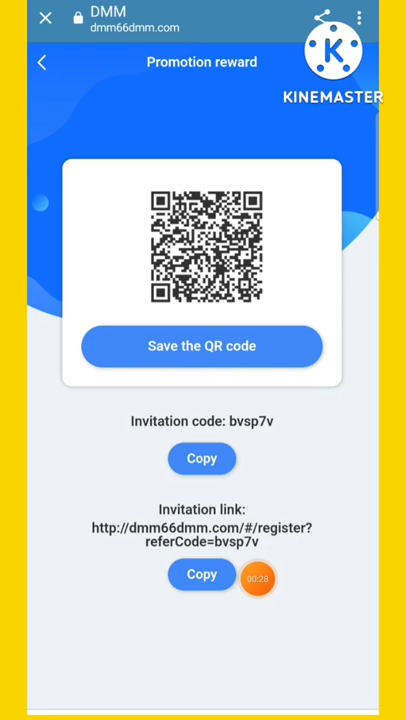 DMM
dmm66dmm.com
Promotion reward
K
KINEMASTER
Save the QR code
Invitation code: bvsp7v
Copy
Invitation link:
http://dmm66dmm.com/#/register?
referCode=bvsp7v
Copy
00:28